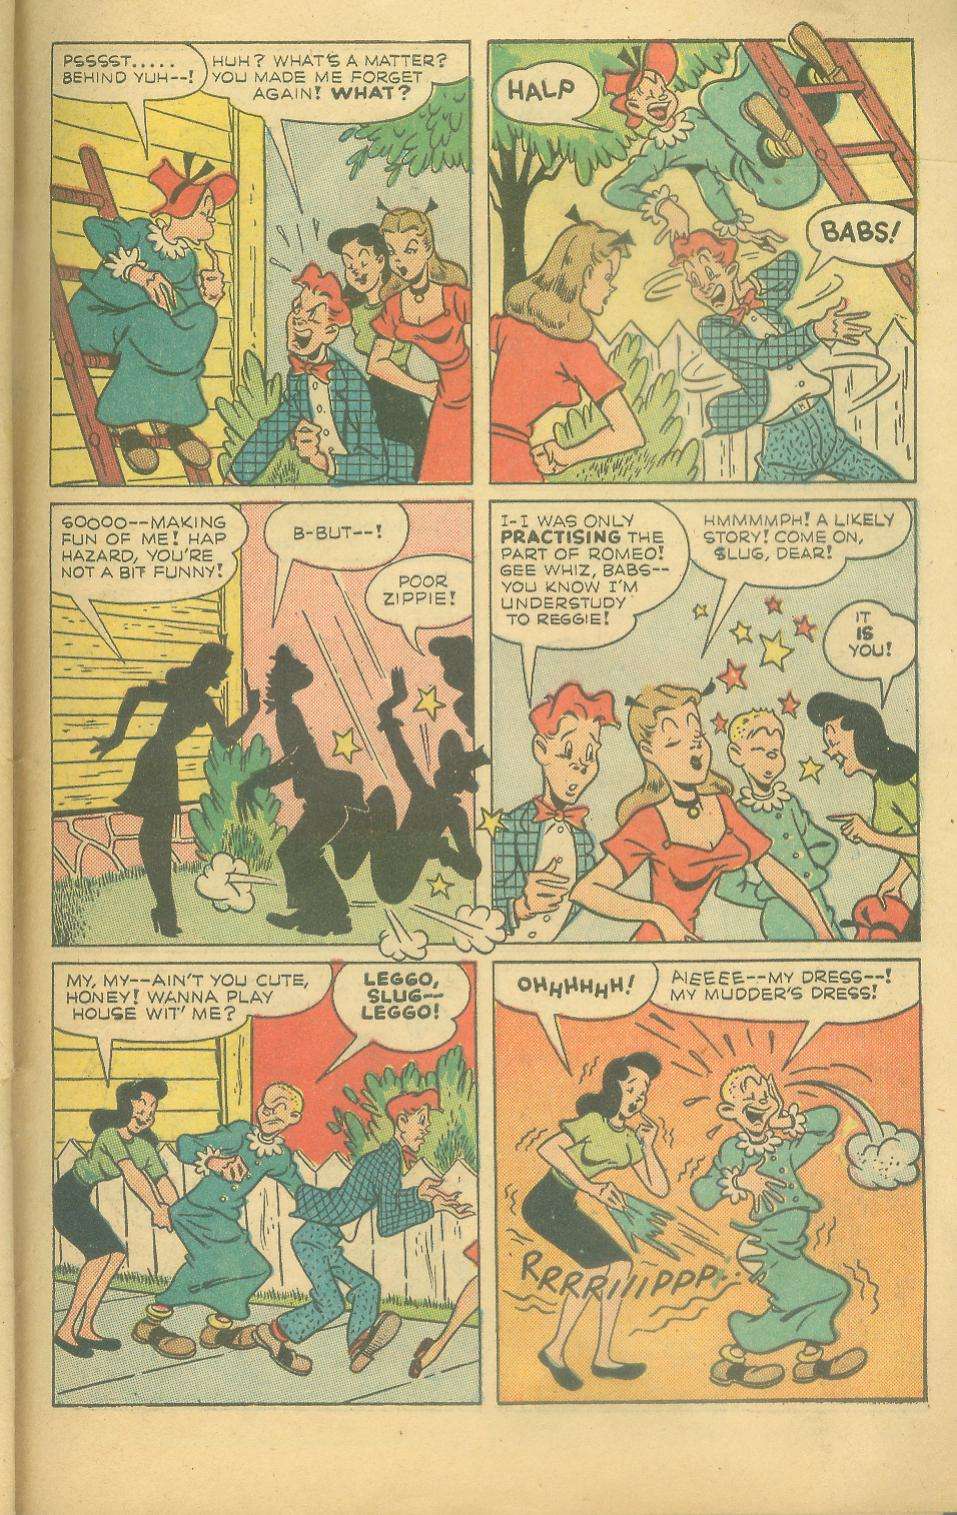 PSSSST.....
BEHIND YUH--!
HUH? WHAT'S A MATTER?
YOU MADE ME FORGET
AGAIN! WHAT?
HALP
BABS!
SOOOO--MAKING
FUN OF ME! HAP
HAZARD, YOU'RE
NOT A BIT FUNNY!
B-BUT--!
POOR
ZIPPIE!
I-I WAS ONLY
PRACTISING THE
PART OF ROMEO!
GEE WHIZ, BABS--
YOU KNOW I'M
UNDERSTUDY
TO REGGIE!
HMMMMPH! A LIKELY
STORY! COME ON,
SLUG, DEAR!
IT
IS
YOU!
MY, MY--AIN'T YOU CUTE,
HONEY! WANNA PLAY
HOUSE WIT' ME?
LEGGO,
SLUG--
LEGGO!
OHHHHHH!
AIEEEE--MY DRESS--!
MY MUDDER'S DRESS!
RRRRRIIIPPP